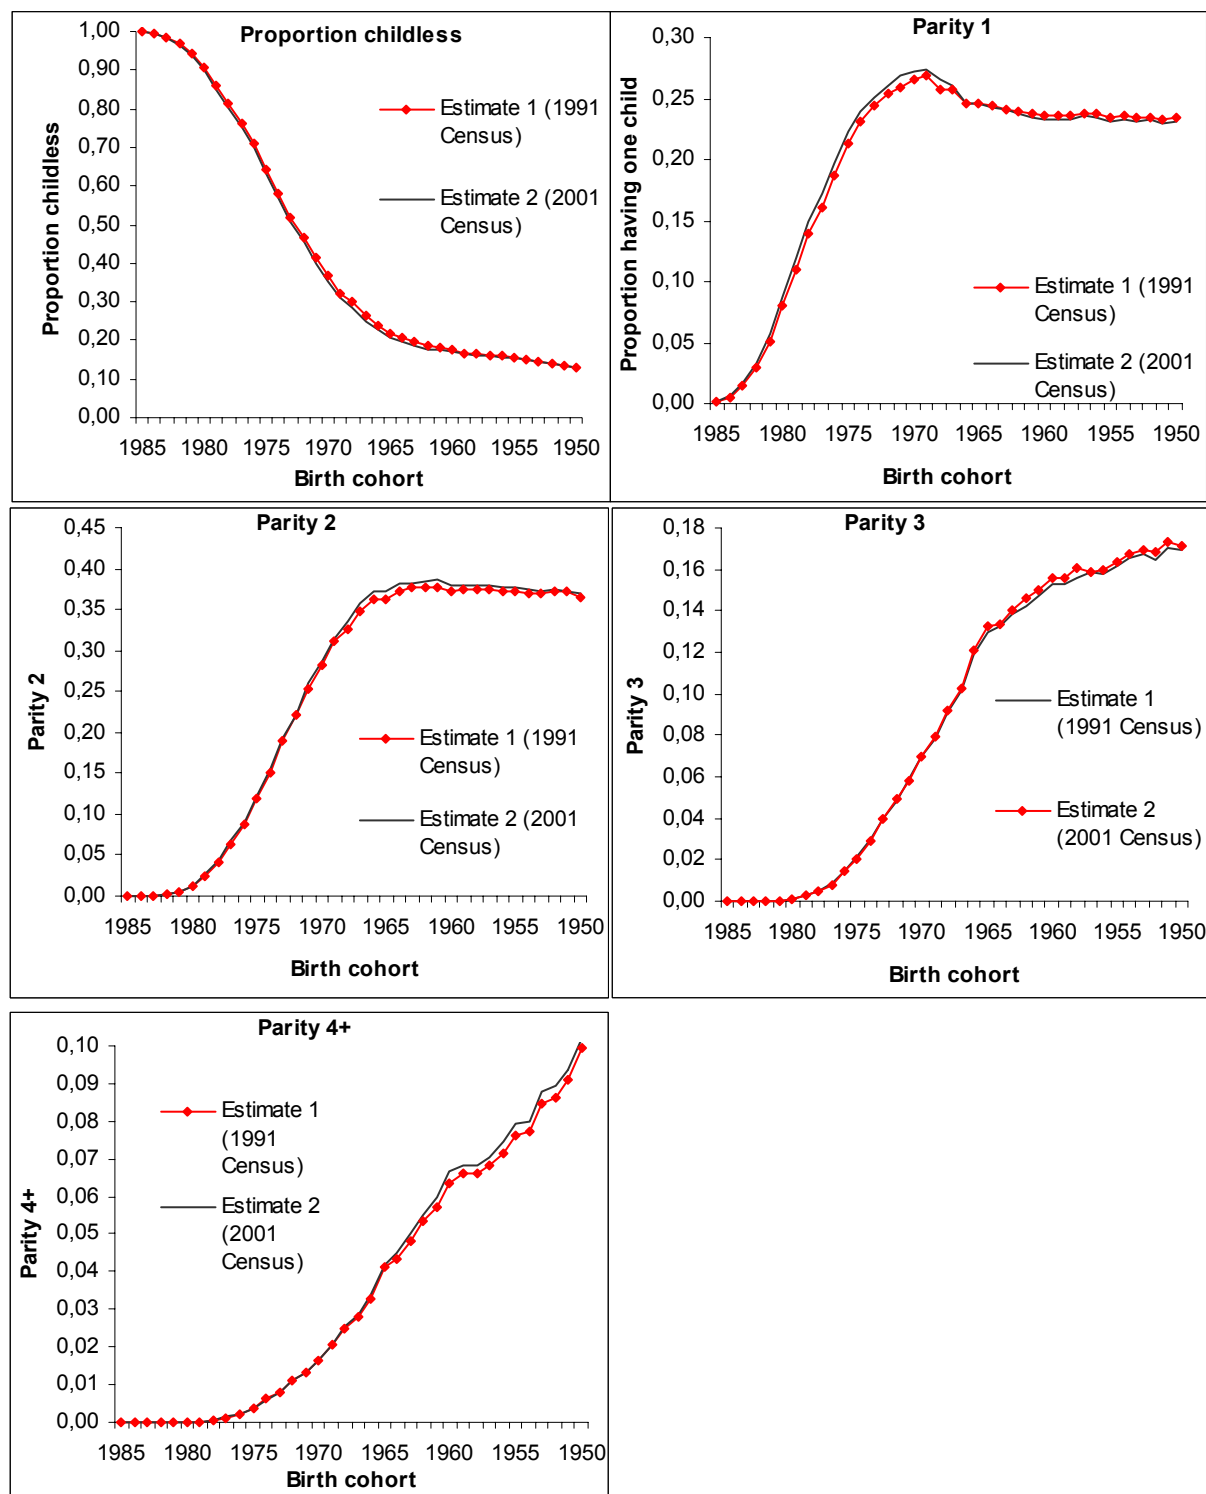 Proportion childless
1,00
0,90
0,80
0,70
0,60
0,50
0,40
0,30
0,20
0,10
0,00
Proportion childless
Estimate 1 (1991
Census)
Estimate 2 (2001
Census)
1985 1980 1975 1970 1965 1960 1955 1950
Birth cohort
Parity 1
0,30
0,25
0,20
0,15
0,10
0,05
0,00
Proportion having one child
Estimate 1 (1991
Census)
Estimate 2 (2001
Census)
1985 1980 1975 1970 1965 1960 1955 1950
Birth cohort
Parity 2
0,45
0,40
0,35
0,30
0,25
0,20
0,15
0,10
0,05
0,00
Parity 2
Estimate 1 (1991
Census)
Estimate 2 (2001
Census)
1985 1980 1975 1970 1965 1960 1955 1950
Birth cohort
Parity 3
0,18
0,16
0,14
0,12
0,10
0,08
0,06
0,04
0,02
0,00
Parity 3
Estimate 1
(1991 Census)
Estimate 2
(2001 Census)
1985 1980 1975 1970 1965 1960 1955 1950
Birth cohort
Parity 4+
0,10
0,09
0,08
0,07
0,06
0,05
0,04
0,03
0,02
0,01
0,00
Parity 4+
Estimate 1
(1991
Census)
Estimate 2
(2001
Census)
1985 1980 1975 1970 1965 1960 1955 1950
Birth cohort